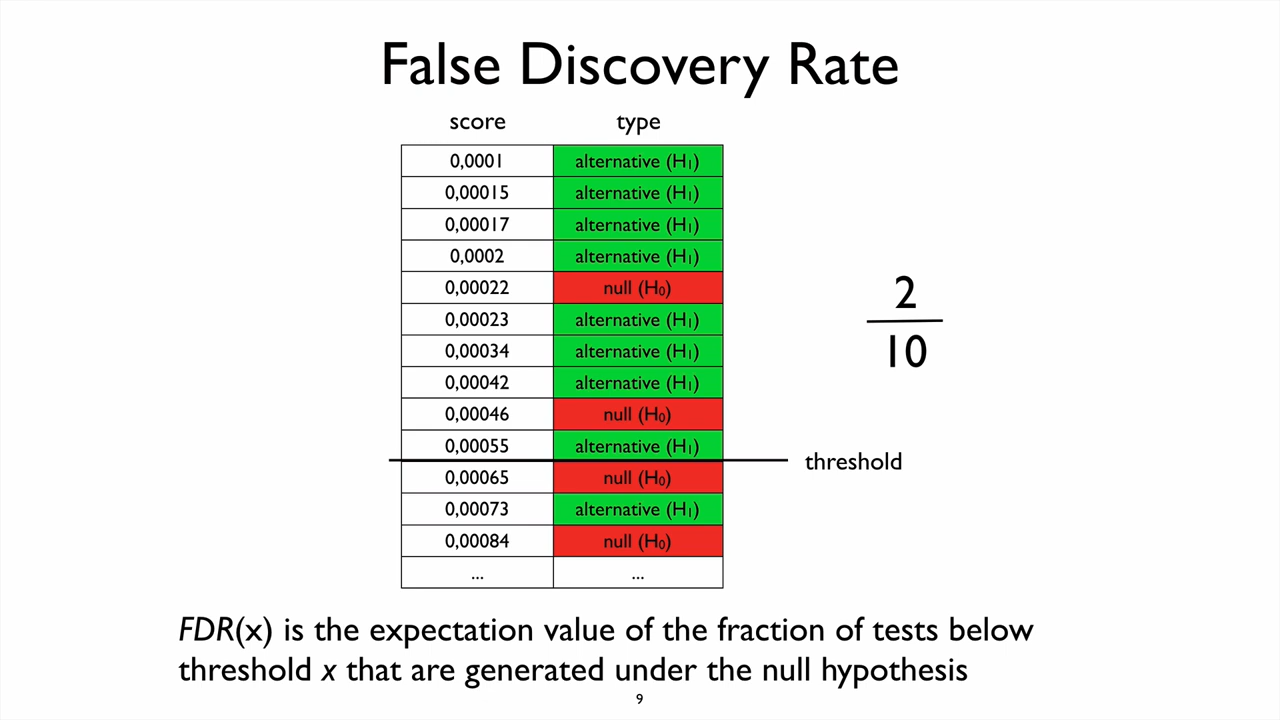 False Discovery Rate
score type
0,0001 alternative (H₁)
0,00015 alternative (H₁)
0,00017 alternative (H₁)
0,0002 alternative (H₁)
0,00022 null (H₀)
0,00023 alternative (H₁)
0,00034 alternative (H₁)
0,00042 alternative (H₁)
0,00046 null (H₀)
0,00055 alternative (H₁)
threshold
0,00065 null (H₀)
0,00073 alternative (H₁)
0,00084 null (H₀)
... ...
2
10
FDR(x) is the expectation value of the fraction of tests below
threshold x that are generated under the null hypothesis
9